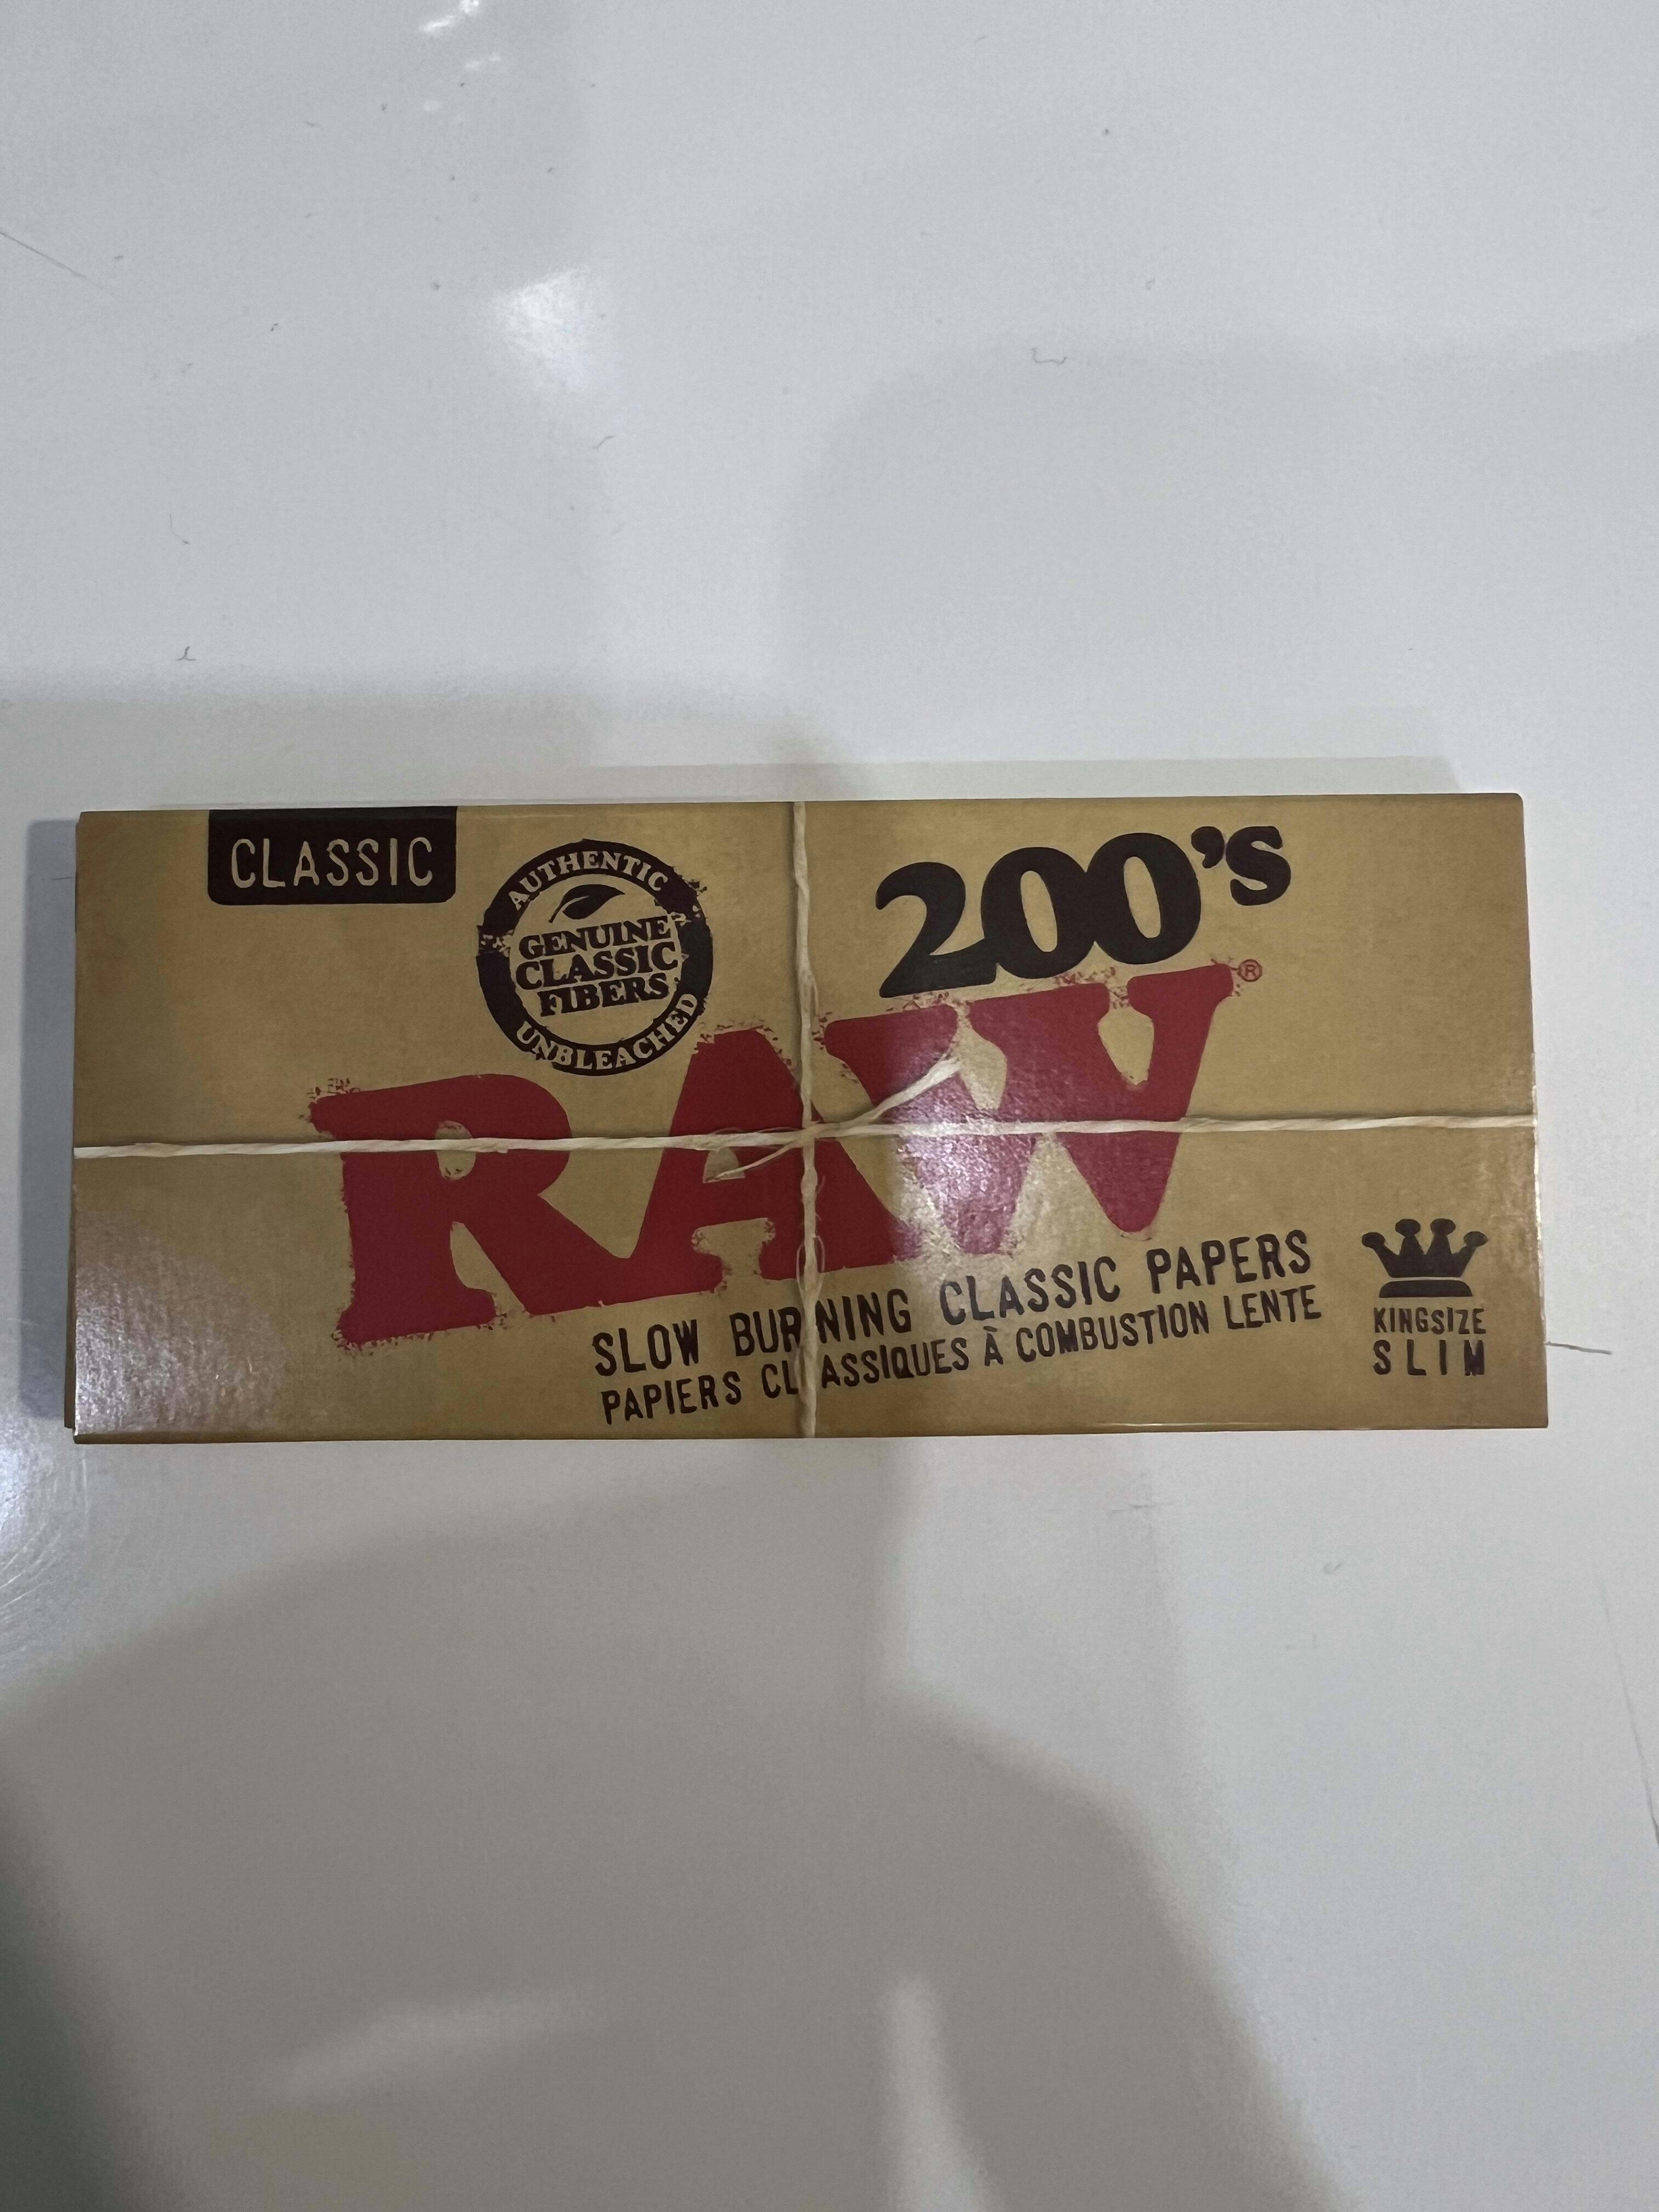 CLASSIC
AUTHENTIC
GENUINE
CLASSIC
FIBERS
UNBLEACHED
200's
RAW®
SLOW BURNING CLASSIC PAPERS
PAPIERS CLASSIQUES À COMBUSTION LENTE
KINGSIZE
SLIM